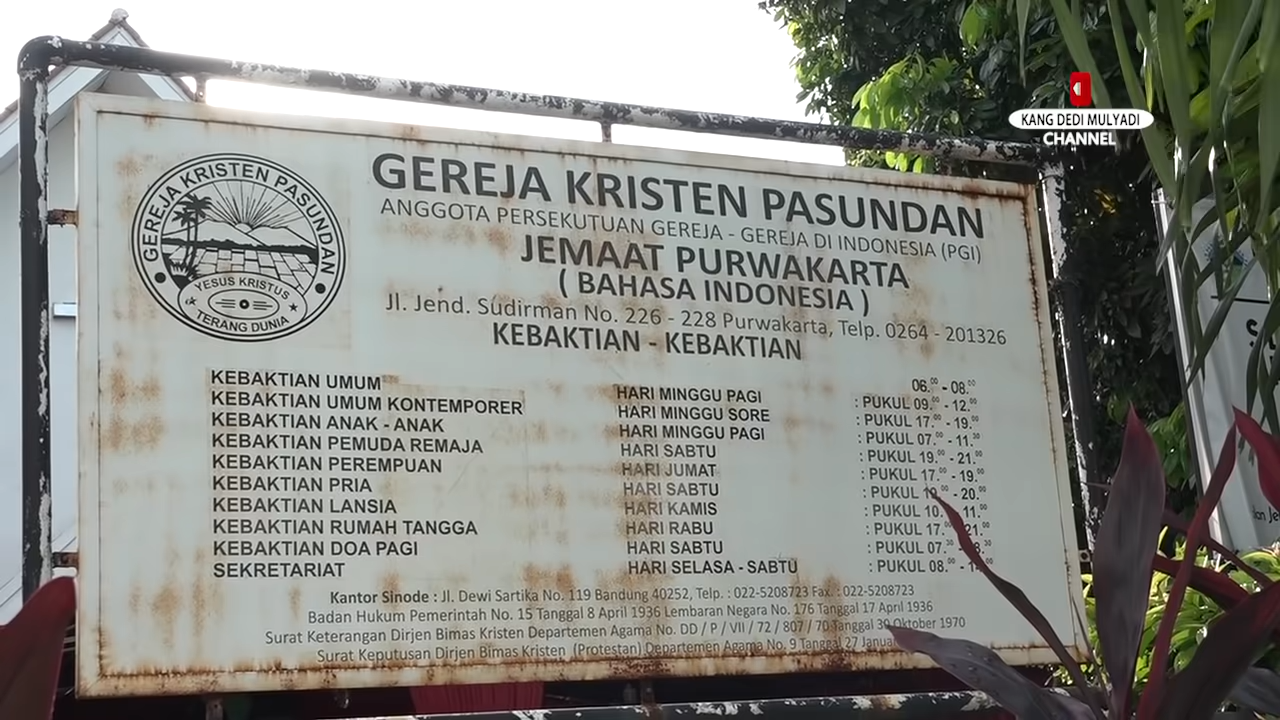 KANG DEDI MULYADI
CHANNEL
GEREJA KRISTEN PASUNDAN
YESUS KRISTUS
TERANG DUNIA
GEREJA KRISTEN PASUNDAN
ANGGOTA PERSEKUTUAN GEREJA - GEREJA DI INDONESIA (PGI)
JEMAAT PURWAKARTA
( BAHASA INDONESIA )
Jl. Jend. Sudirman No. 226 - 228 Purwakarta, Telp. 0264 - 201326
KEBAKTIAN - KEBAKTIAN
KEBAKTIAN UMUM HARI MINGGU PAGI 06.00 - 08.00
KEBAKTIAN UMUM KONTEMPORER HARI MINGGU SORE : PUKUL 09.00 - 12.00
KEBAKTIAN ANAK - ANAK HARI MINGGU PAGI : PUKUL 17.00 - 19.00
KEBAKTIAN PEMUDA REMAJA HARI SABTU : PUKUL 07.00 - 11.30
KEBAKTIAN PEREMPUAN HARI JUMAT : PUKUL 19.00 - 21.00
KEBAKTIAN PRIA HARI SABTU : PUKUL 17.00 - 19.00
KEBAKTIAN LANSIA HARI KAMIS : PUKUL - 20.00
KEBAKTIAN RUMAH TANGGA HARI RABU : PUKUL 10. 11.00
KEBAKTIAN DOA PAGI HARI SABTU : PUKUL 17. 21.00
SEKRETARIAT HARI SELASA - SABTU : PUKUL 07.30
: PUKUL 08.00 -
Kantor Sinode : Jl. Dewi Sartika No. 119 Bandung 40252, Telp. : 022-5208723 Fax. : 022-5208723
Badan Hukum Pemerintah No. 15 Tanggal 8 April 1936 Lembaran Negara No. 176 Tanggal 17 April 1936
Surat Keterangan Dirjen Bimas Kristen Departemen Agama No. DD / P / VII / 72 / 807 / 70 Tanggal 30 Oktober 1970
Surat Keputusan Dirjen Bimas Kristen (Protestan) Departemen Agama No. 9 Tanggal 27